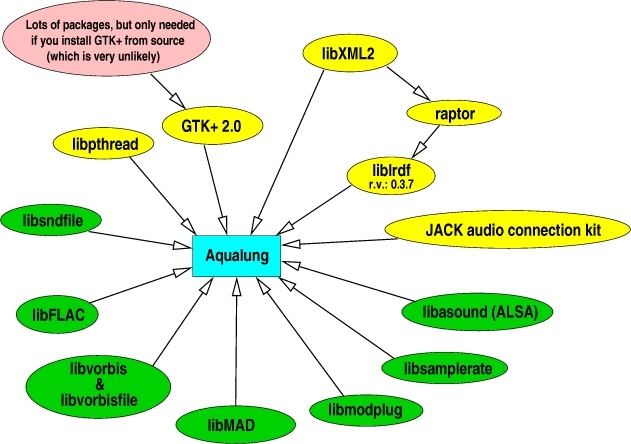 Lots of packages, but only needed
if you install GTK+ from source
(which is very unlikely)
libXML2
raptor
GTK+ 2.0
libpthread
liblrdf
r.v.: 0.3.7
libsndfile
JACK audio connection kit
Aqualung
libFLAC
libasound (ALSA)
libvorbis
&
libvorbisfile
libsamplerate
libmodplug
libMAD